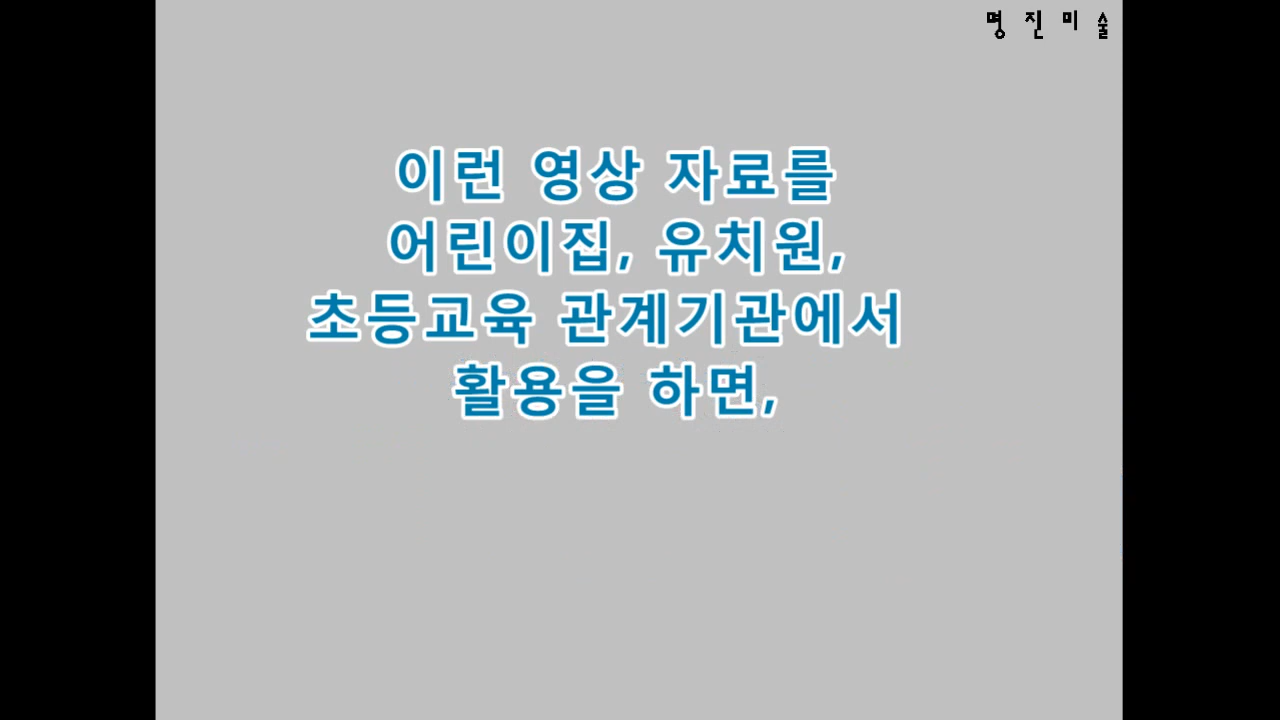 명진미술
이런 영상 자료를
어린이집, 유치원,
초등교육 관계기관에서
활용을 하면,